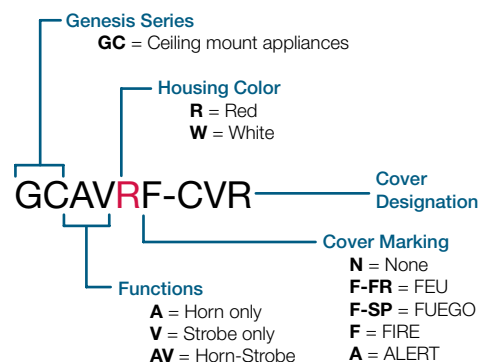 Genesis Series
GC = Ceiling mount appliances
Housing Color
R = Red
W = White
GCAVRF-CVR
Cover
Designation
Cover Marking
N = None
F-FR = FEU
F-SP = FUEGO
F = FIRE
A = ALERT
Functions
A = Horn only
V = Strobe only
AV = Horn-Strobe